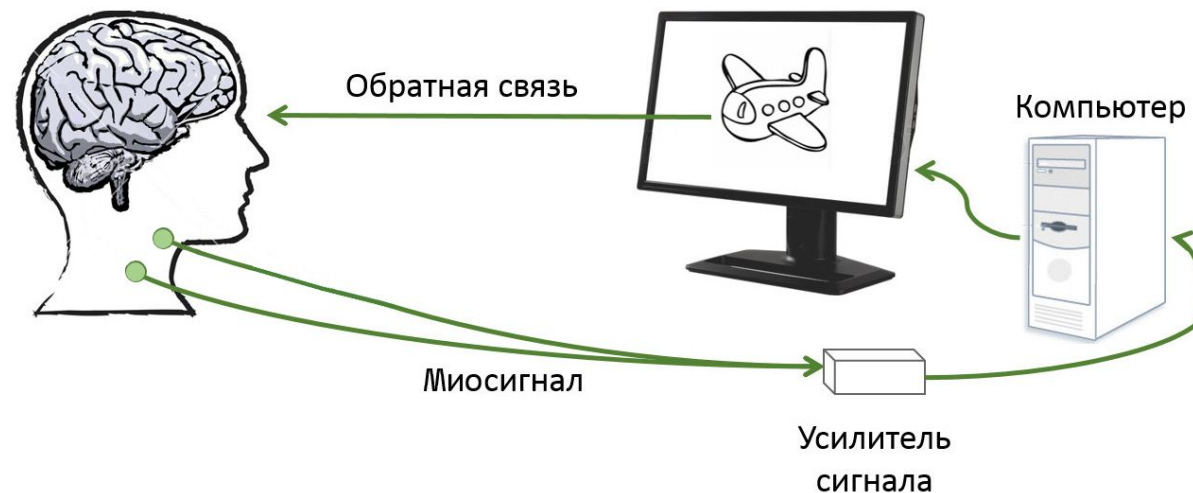 Обратная связь
Компьютер
Миосигнал
Усилитель
сигнала